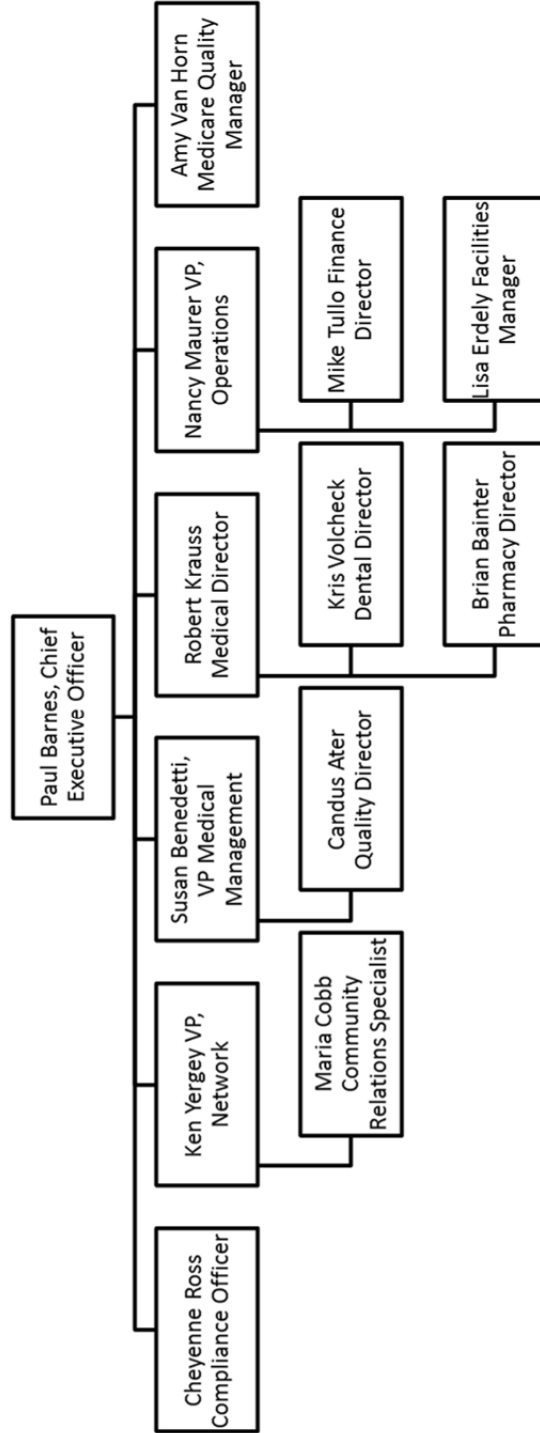 Paul Barnes, Chief
Executive Officer
Cheyenne Ross
Compliance Officer
Ken Yergey VP,
Network
Susan Benedetti,
VP Medical
Management
Robert Krauss
Medical Director
Nancy Maurer VP,
Operations
Amy Van Horn
Medicare Quality
Manager
Maria Cobb
Community
Relations Specialist
Candus Ater
Quality Director
Kris Volcheck
Dental Director
Mike Tullo Finance
Director
Brian Bainter
Pharmacy Director
Lisa Erdely Facilities
Manager